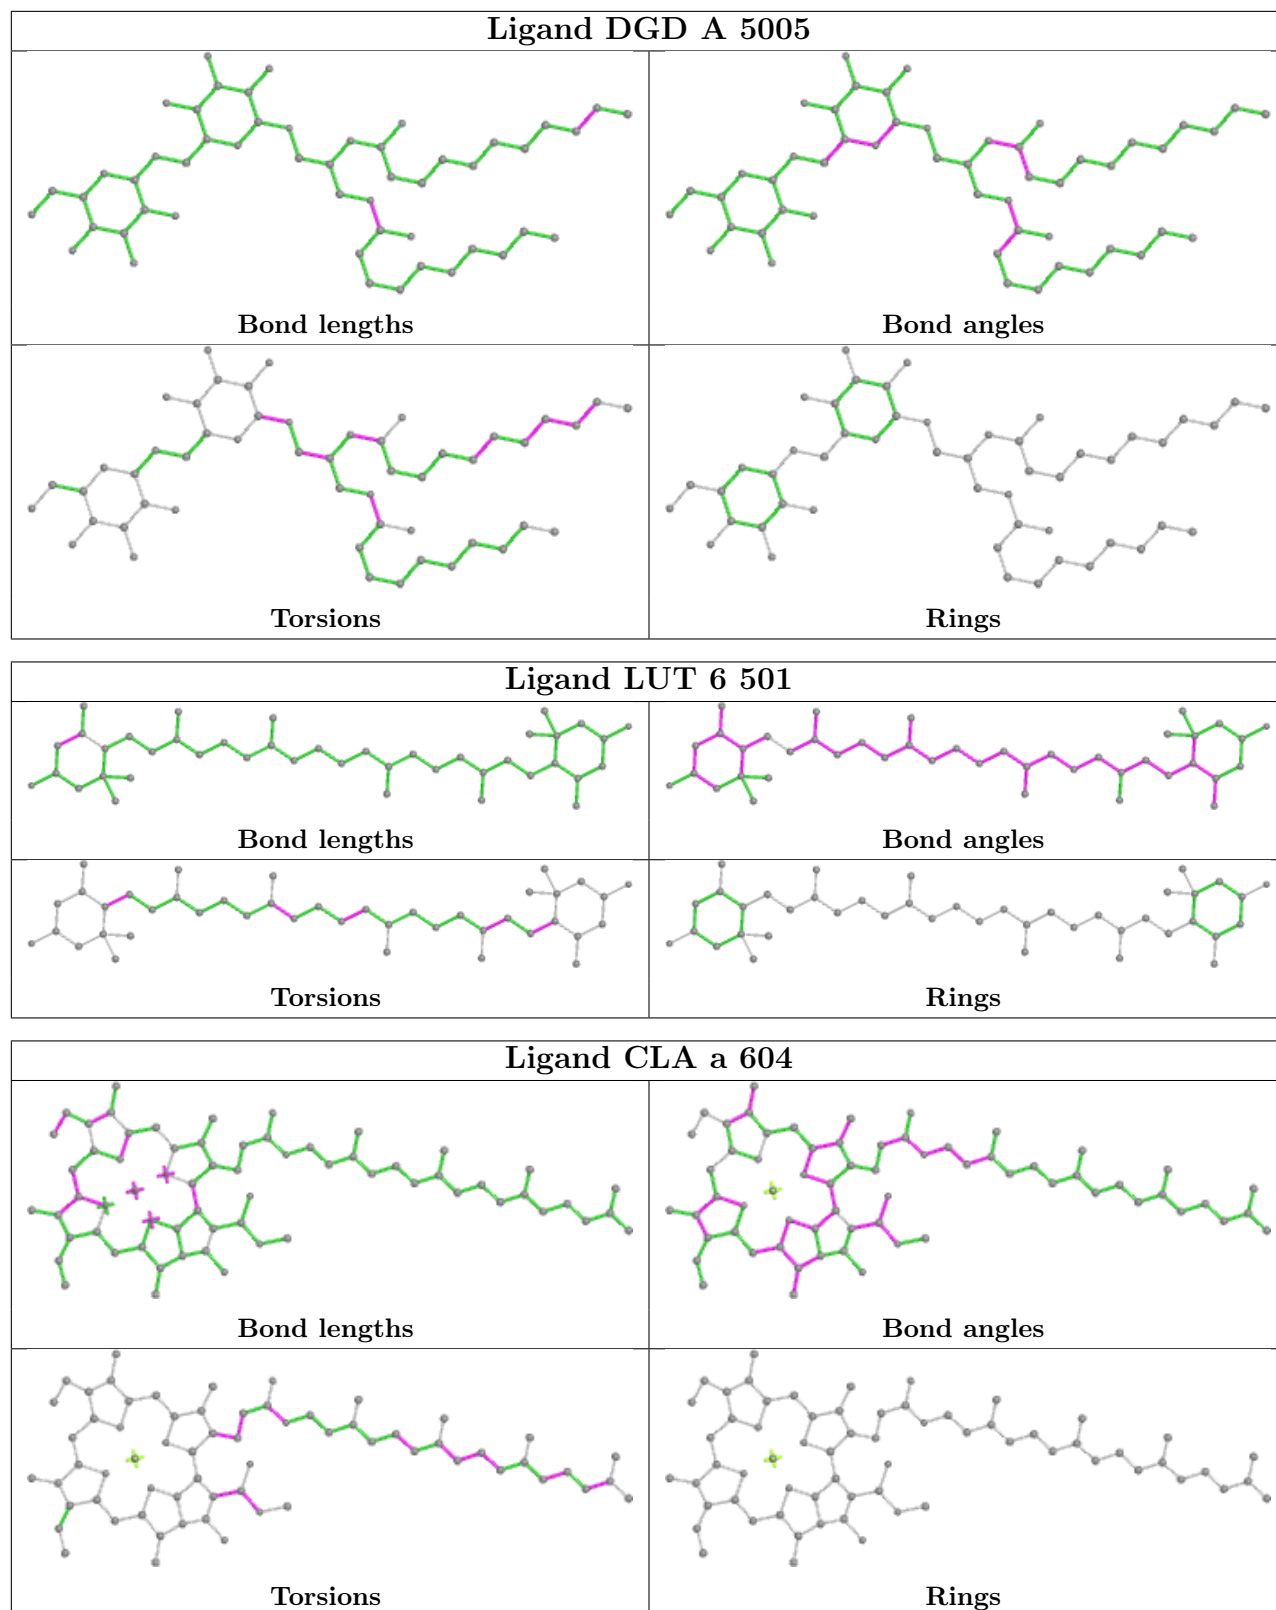 Ligand DGD A 5005
Bond lengths
Bond angles
Torsions
Rings
Ligand LUT 6 501
Bond lengths
Bond angles
Torsions
Rings
Ligand CLA a 604
Bond lengths
Bond angles
Torsions
Rings